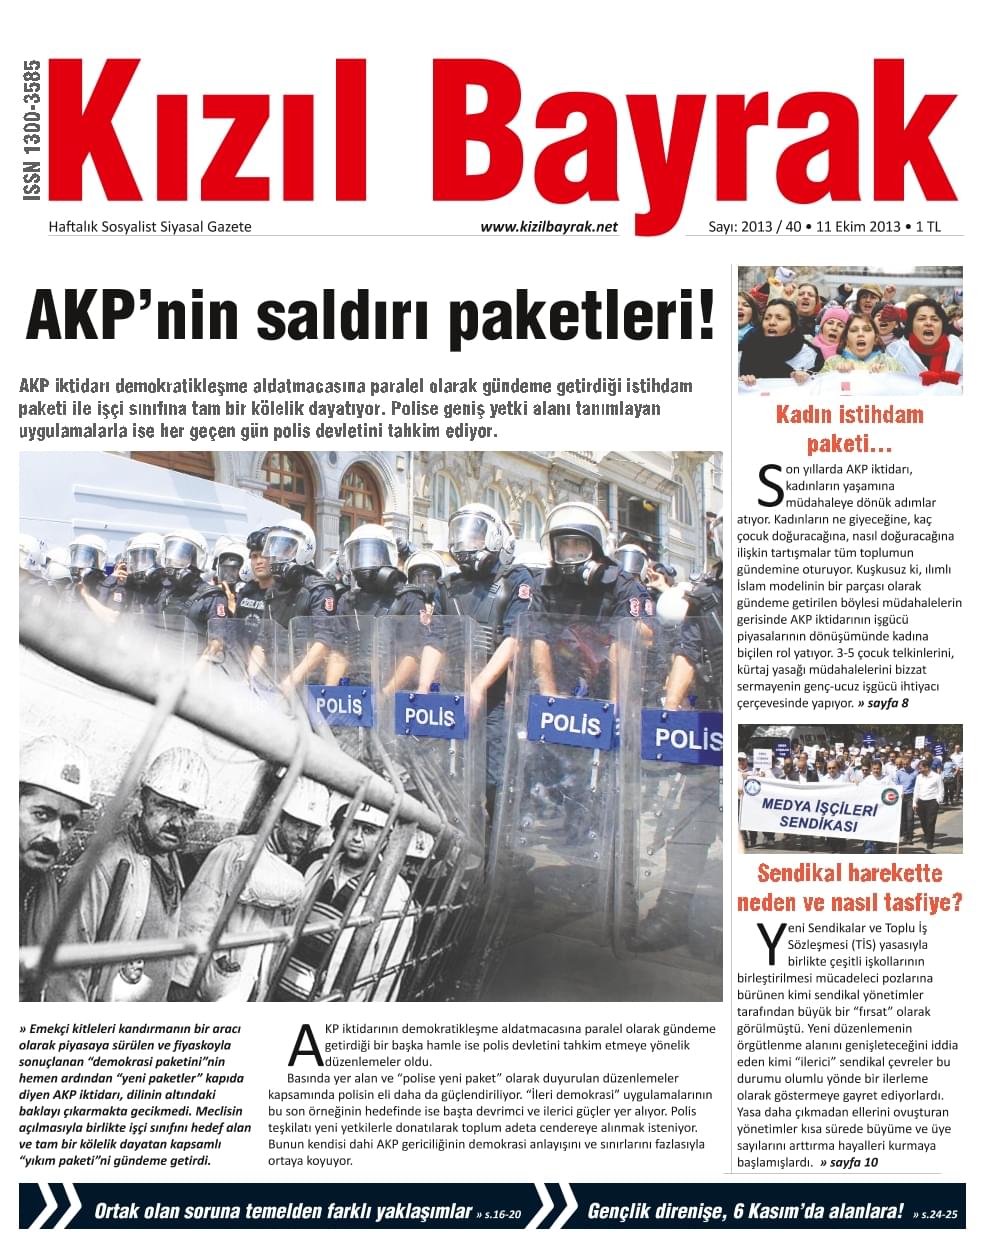 ISSN 1300-3585
Kızıl Bayrak
Haftalık Sosyalist Siyasal Gazete
www.kizilbayrak.net
Sayı: 2013 / 40 • 11 Ekim 2013 • 1 TL
AKP’nin saldırı paketleri!
AKP iktidarı demokratikleşme aldatmacasına paralel olarak gündeme getirdiği istihdam
paketi ile işçi sınıfına tam bir kölelik dayatıyor. Polise geniş yetki alanı tanımlayan
uygulamalarla ise her geçen gün polis devletini tahkim ediyor.
POLİS
POLİS
POLİS
POLİS
» Emekçi kitleleri kandırmanın bir aracı
olarak piyasaya sürülen ve fiyaskoyla
sonuçlanan “demokrasi paketini”nin
hemen ardından “yeni paketler” kapıda
diyen AKP iktidarı, dilinin altındaki
baklayı çıkarmakta gecikmedi. Meclisin
açılmasıyla birlikte işçi sınıfını hedef alan
ve tam bir kölelik dayatan kapsamlı
“yıkım paketi”ni gündeme getirdi.
AKP iktidarının demokratikleşme aldatmacasına paralel olarak gündeme
getirdiği bir başka hamle ise polis devletini tahkim etmeye yönelik
düzenlemeler oldu.
Basında yer alan ve “polise yeni paket” olarak duyurulan düzenlemeler
kapsamında polisin eli daha da güçlendiriliyor. “İleri demokrasi” uygulamalarının
bu son örneğinin hedefinde ise başta devrimci ve ilerici güçler yer alıyor. Polis
teşkilatı yeni yetkilerle donatılarak toplum adeta cendereye alınmak isteniyor.
Bunun kendisi dahi AKP gericiliğinin demokrasi anlayışını ve sınırlarını fazlasıyla
ortaya koyuyor.
Kadın istihdam
paketi...
Son yıllarda AKP iktidarı,
kadınların yaşamına
müdahaleye dönük adımlar
atıyor. Kadınların ne giyeceğine, kaç
çocuk doğuracağına, nasıl doğuracağına
ilişkin tartışmalar tüm toplumun
gündemine oturuyor. Kuşkusuz ki, ılımlı
İslam modelinin bir parçası olarak
gündeme getirilen böylesi müdahalelerin
gerisinde AKP iktidarının işgücü
piyasalarının dönüşümünde kadına
biçilen rol yatıyor. 3-5 çocuk telkinlerini,
kürtaj yasağı müdahalelerini bizzat
sermayenin genç-ucuz işgücü ihtiyacı
çerçevesinde yapıyor. » sayfa 8
MEDYA İŞÇİLERİ
SENDİKASI
Sendikal harekette
neden ve nasıl tasfiye?
Yeni Sendikalar ve Toplu İş
Sözleşmesi (TİS) yasasıyla
birlikte çeşitli işkollarının
birleştirilmesi mücadeleci pozlarına
bürünen kimi sendikal yönetimler
tarafından büyük bir “fırsat” olarak
görülmüştü. Yeni düzenlemenin
örgütlenme alanını genişleteceğini iddia
eden kimi “ilerici” sendikal çevreler bu
durumu olumlu yönde bir ilerleme
olarak göstermeye gayret ediyorlardı.
Yasa daha çıkmadan ellerini ovuşturan
yönetimler kısa sürede büyüme ve üye
sayılarını arttırma hayalleri kurmaya
başlamışlardı. » sayfa 10
Ortak olan soruna temelden farklı yaklaşımlar » s.16-20
Gençlik direnişe, 6 Kasım’da alanlara! » s.24-25